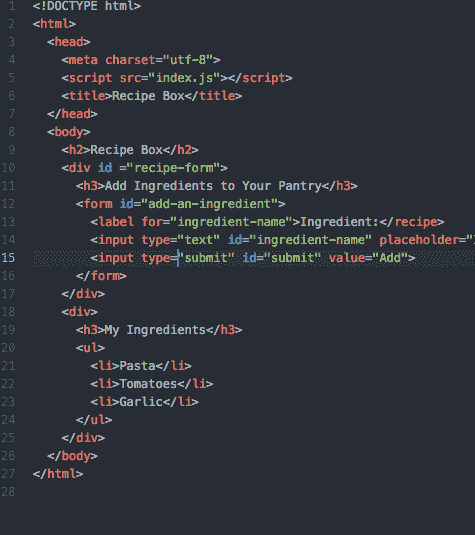 1 <!DOCTYPE html>
2 <html>
3   <head>
4     <meta charset="utf-8">
5     <script src="index.js"></script>
6     <title>Recipe Box</title>
7   </head>
8   <body>
9     <h2>Recipe Box</h2>
10     <div id ="recipe-form">
11       <h3>Add Ingredients to Your Pantry</h3>
12       <form id="add-an-ingredient">
13         <label for="ingredient-name">Ingredient:</recipe>
14         <input type="text" id="ingredient-name" placeholder="
15         <input type="submit" id="submit" value="Add">
16       </form>
17     </div>
18     <div>
19       <h3>My Ingredients</h3>
20       <ul>
21         <li>Pasta</li>
22         <li>Tomatoes</li>
23         <li>Garlic</li>
24       </ul>
25     </div>
26   </body>
27 </html>
28